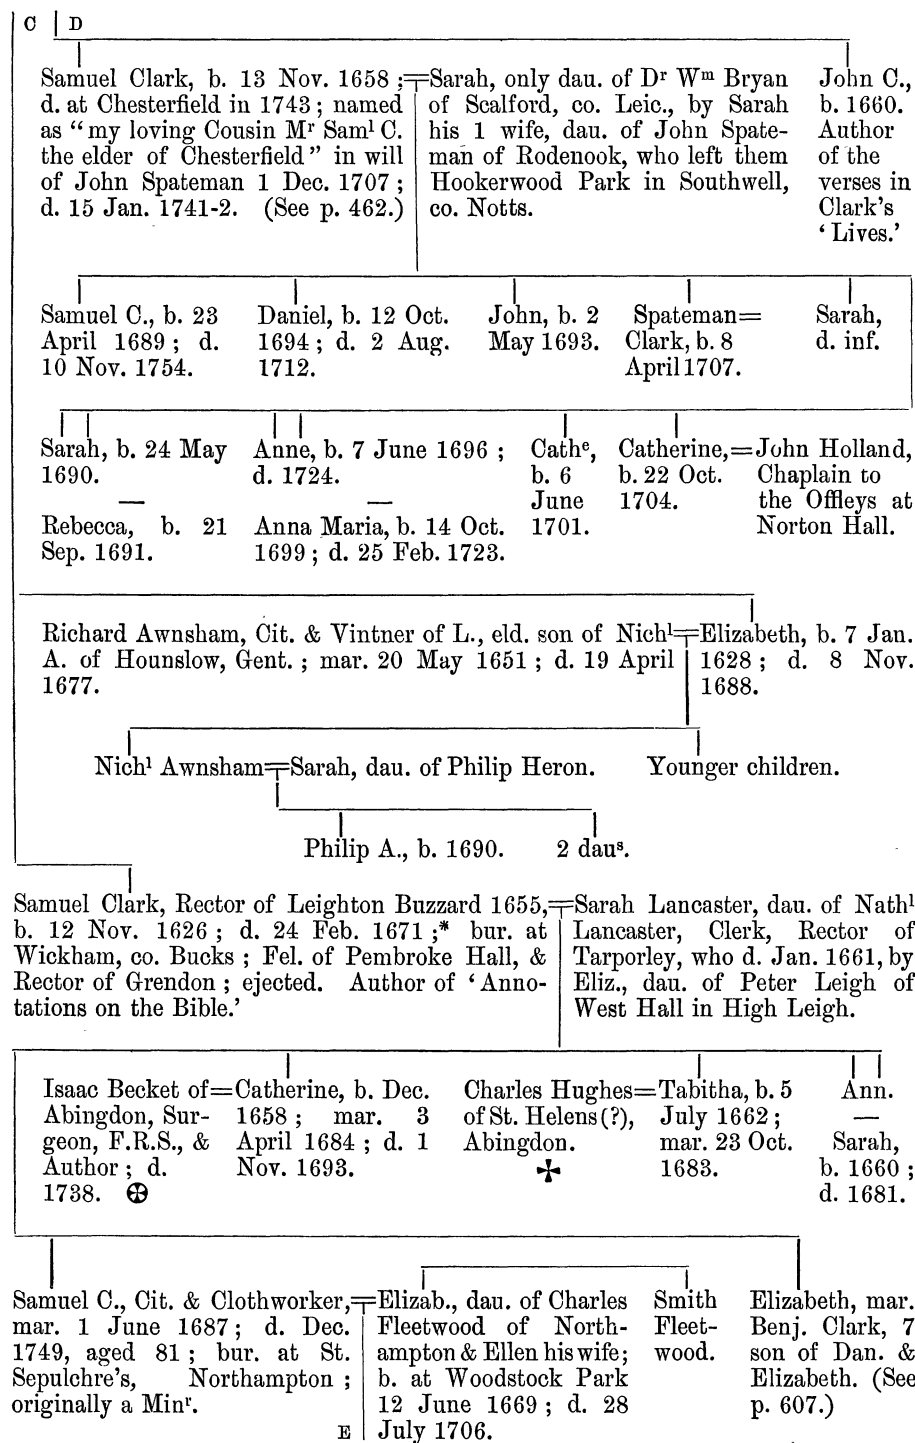 C | D
Samuel Clark, b. 13 Nov. 1658 ;
d. at Chesterfield in 1743 ; named
as “ my loving Cousin Mʳ Samˡ C.
the elder of Chesterfield ” in will
of John Spateman 1 Dec. 1707 ;
d. 15 Jan. 1741-2. (See p. 462.)
Sarah, only dau. of Dʳ Wᵐ Bryan
of Scalford, co. Leic., by Sarah
his 1 wife, dau. of John Spate-
man of Rodenook, who left them
Hookerwood Park in Southwell,
co. Notts.
John C.,
b. 1660.
Author
of the
verses in
Clark's
‘ Lives.’
Samuel C., b. 23
April 1689 ; d.
10 Nov. 1754.
Daniel, b. 12 Oct.
1694 ; d. 2 Aug.
1712.
John, b. 2
May 1693.
Spateman=
Clark, b. 8
April 1707.
Sarah,
d. inf.
Sarah, b. 24 May
1690.
—
Rebecca, b. 21
Sep. 1691.
Anne, b. 7 June 1696 ;
d. 1724.
—
Anna Maria, b. 14 Oct.
1699 ; d. 25 Feb. 1723.
Cathᵉ,
b. 6
June
1701.
Catherine,=
b. 22 Oct.
1704.
John Holland,
Chaplain to
the Offleys at
Norton Hall.
Richard Awnsham, Cit. & Vintner of L., eld. son of Nichˡ
A. of Hounslow, Gent. ; mar. 20 May 1651 ; d. 19 April
1677.
Elizabeth, b. 7 Jan.
1628 ; d. 8 Nov.
1688.
Nichˡ Awnsham
Sarah, dau. of Philip Heron.
Younger children.
Philip A., b. 1690.
2 dauˢ.
Samuel Clark, Rector of Leighton Buzzard 1655,
b. 12 Nov. 1626 ; d. 24 Feb. 1671 ;* bur. at
Wickham, co. Bucks ; Fel. of Pembroke Hall, &
Rector of Grendon ; ejected. Author of ‘ Anno-
tations on the Bible.’
Sarah Lancaster, dau. of Nathˡ
Lancaster, Clerk, Rector of
Tarporley, who d. Jan. 1661, by
Eliz., dau. of Peter Leigh of
West Hall in High Leigh.
Isaac Becket of=
Abingdon, Sur-
geon, F.R.S., &
Author ; d.
1738. ⊕
Catherine, b. Dec.
1658 ; mar. 3
April 1684 ; d. 1
Nov. 1693.
Charles Hughes=
of St. Helens (?),
Abingdon.
✢
Tabitha, b. 5
July 1662 ;
mar. 23 Oct.
1683.
Ann.
—
Sarah,
b. 1660 ;
d. 1681.
Samuel C., Cit. & Clothworker,
mar. 1 June 1687 ; d. Dec.
1749, aged 81 ; bur. at St.
Sepulchre's, Northampton ;
originally a Minʳ.
Elizab., dau. of Charles
Fleetwood of North-
ampton & Ellen his wife ;
b. at Woodstock Park
12 June 1669 ; d. 28
July 1706.
Smith
Fleet-
wood.
Elizabeth, mar.
Benj. Clark, 7
son of Dan. &
Elizabeth. (See
p. 607.)
E